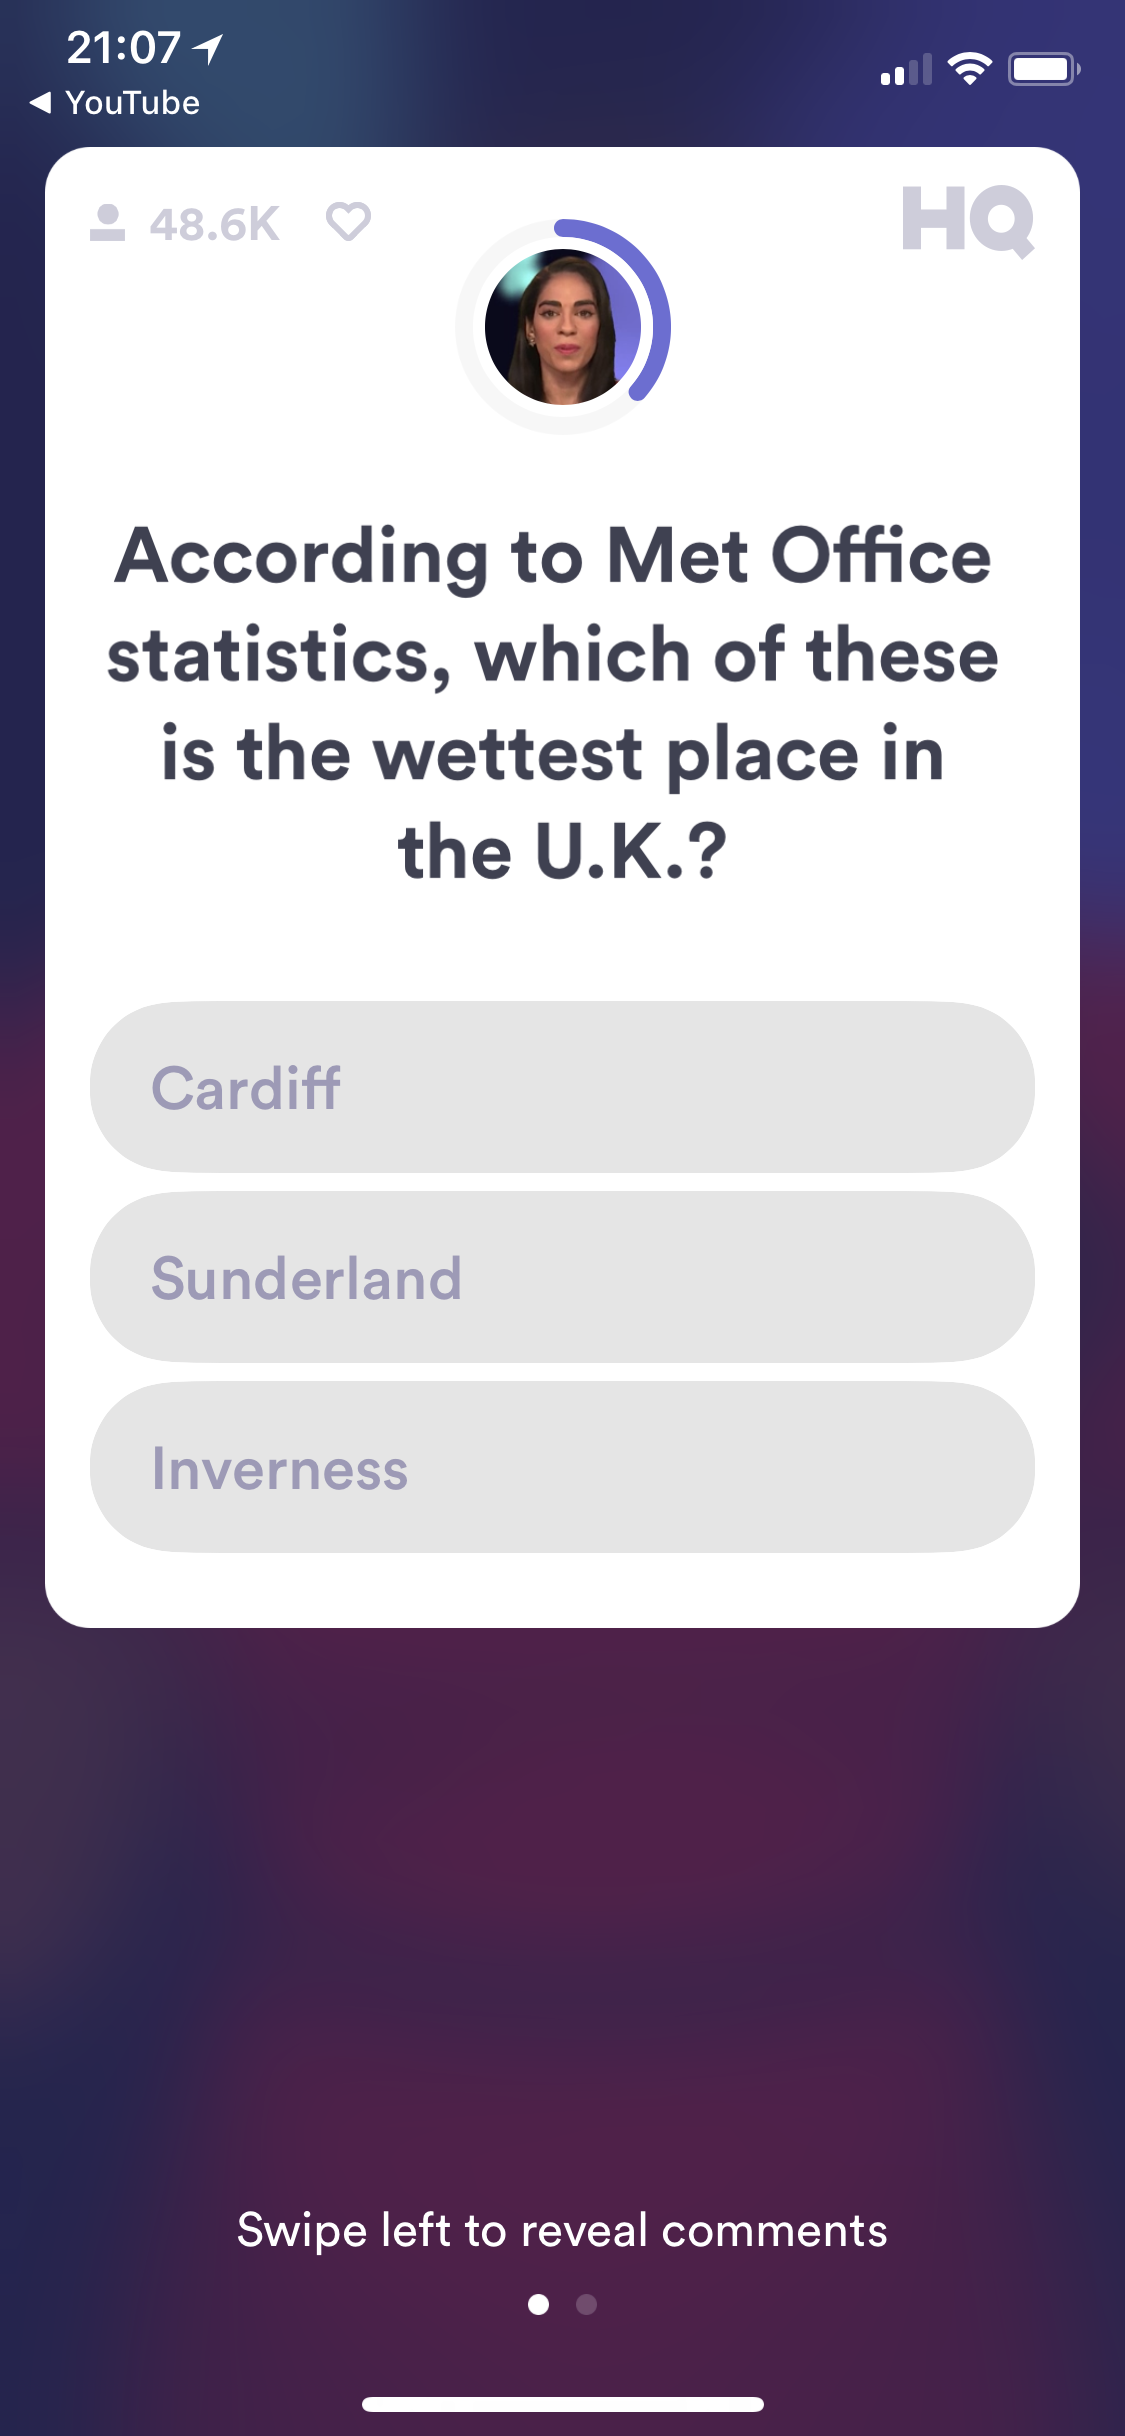 21:07
◀ YouTube
48.6K
HQ
According to Met Office
statistics, which of these
is the wettest place in
the U.K.?
Cardiff
Sunderland
Inverness
Swipe left to reveal comments